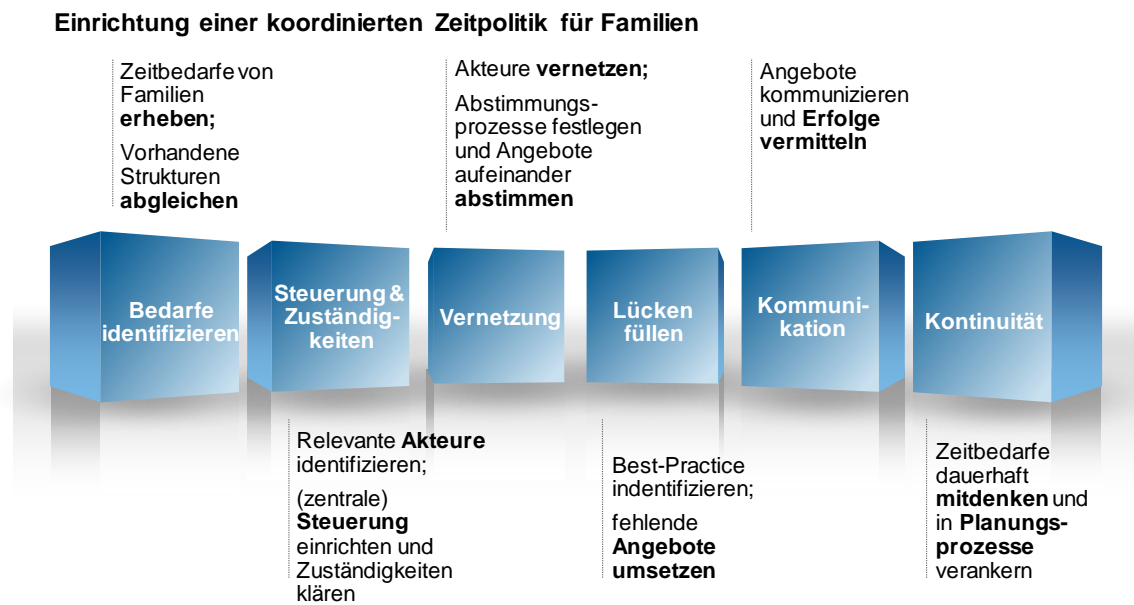 Einrichtung einer koordinierten Zeitpolitik für Familien
Zeitbedarfe von
Familien
erheben;
Vorhandene
Strukturen
abgleichen
Akteure vernetzen;
Abstimmungs-
prozesse festlegen
und Angebote
aufeinander
abstimmen
Angebote
kommunizieren
und Erfolge
vermitteln
Bedarfe
identifizieren
Steuerung &
Zuständig-
keiten
Vernetzung
Lücken
füllen
Kommuni-
kation
Kontinuität
Relevante Akteure
identifizieren;
(zentrale)
Steuerung
einrichten und
Zuständigkeiten
klären
Best-Practice
indentifizieren;
fehlende
Angebote
umsetzen
Zeitbedarfe
dauerhaft
mitdenken und
in Planungs-
prozesse
verankern